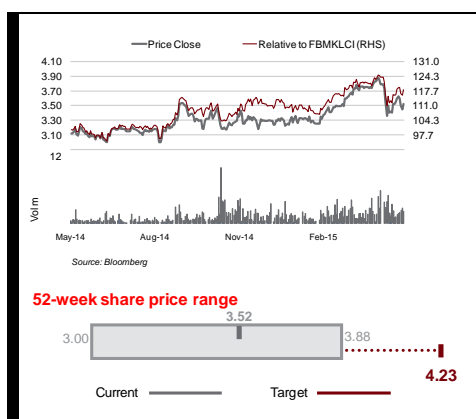 Price Close Relative to FBMKLCI (RHS)
4.10 131.0
3.90 124.3
3.70 117.7
3.50 111.0
3.30 104.3
3.10 97.7
12
Vol m
May-14 Aug-14 Nov-14 Feb-15
Source: Bloomberg
52-week share price range
3.52
3.00 3.88
4.23
Current Target